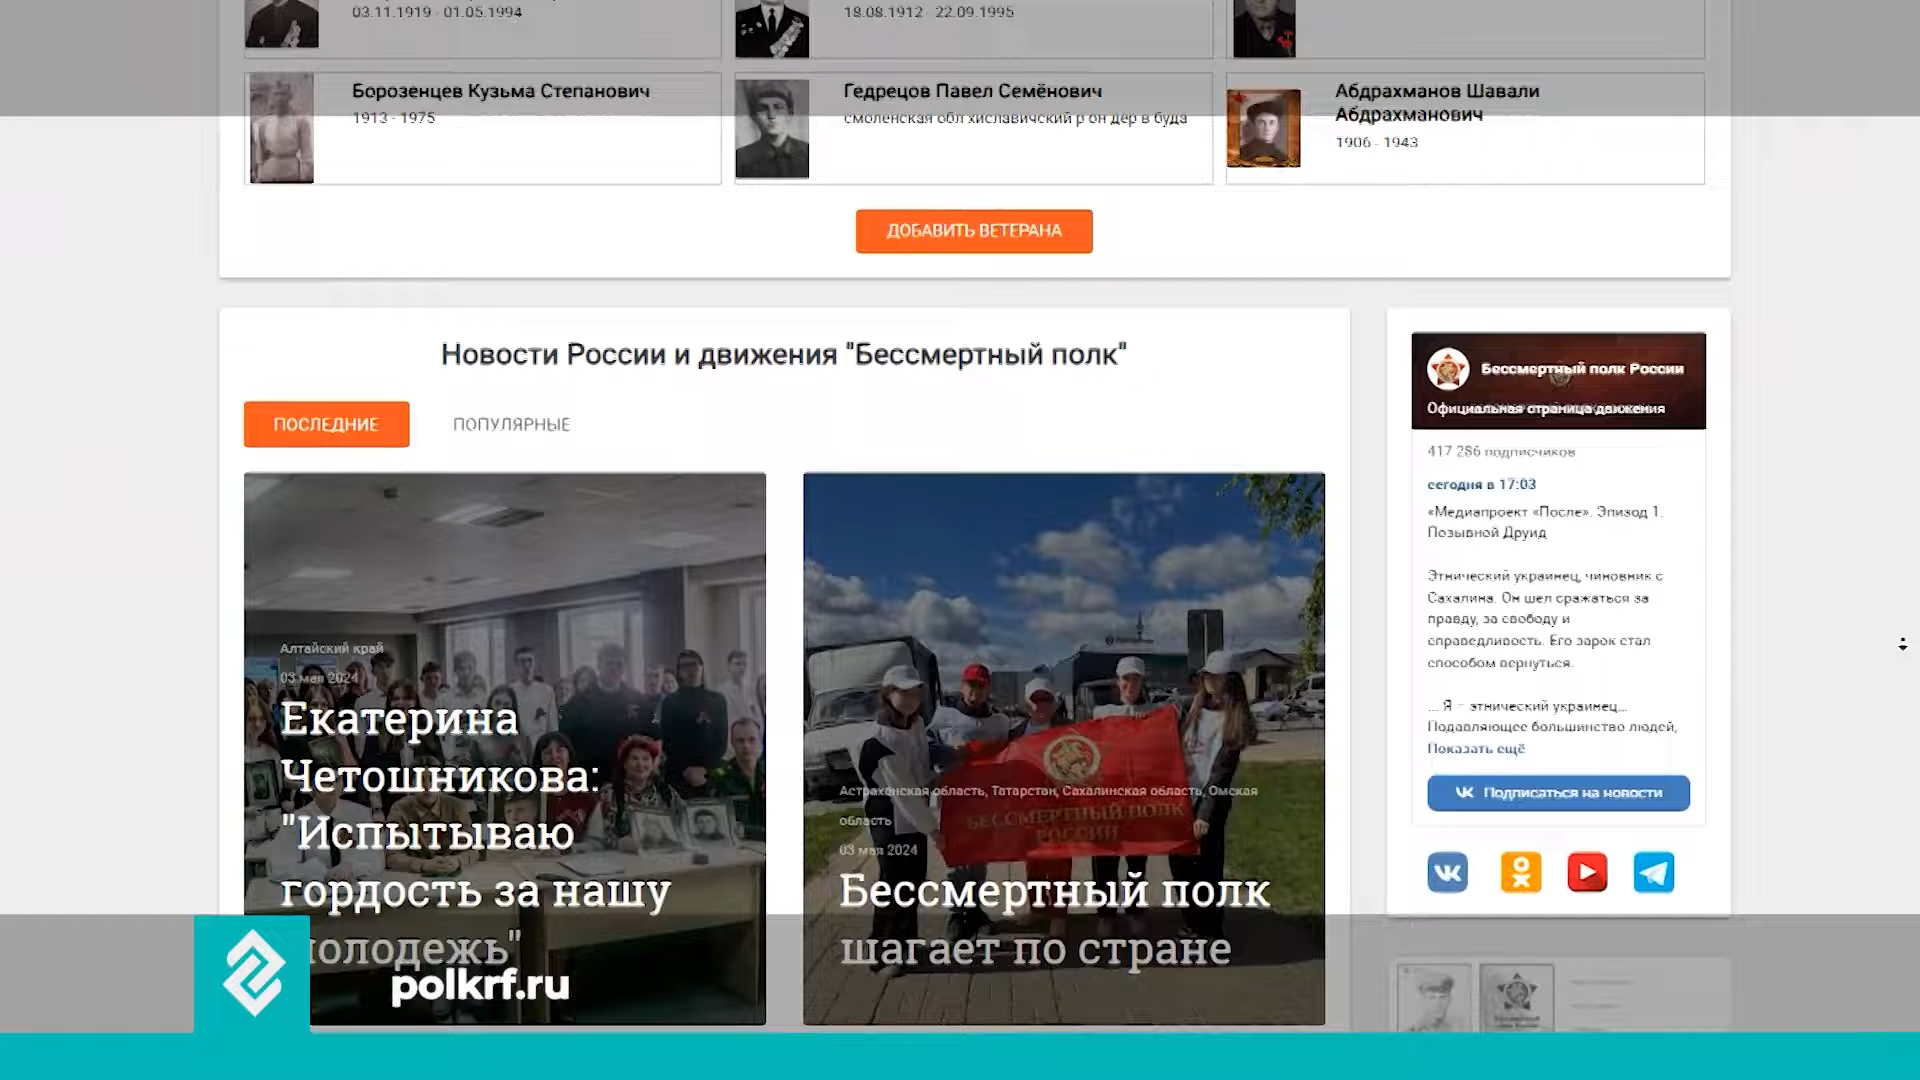 03.11.1919 - 01.05.1994
18.08.1912 - 22.09.1995
Борозенцев Кузьма Степанович
1913 - 1975
Гедрецов Павел Семёнович
смоленская обл хиславичский р он дер в буда
Абдрахманов Шавали
Абдрахманович
1906 - 1943
ДОБАВИТЬ ВЕТЕРАНА
Новости России и движения "Бессмертный полк"
ПОСЛЕДНИЕ
ПОПУЛЯРНЫЕ
Алтайский край
03 мая 2024
Екатерина
Четошникова:
"Испытываю
гордость за нашу
молодежь"
Астраханская область, Татарстан, Сахалинская область, Омская
область
03 мая 2024
БЕССМЕРТНЫЙ ПОЛК
РОССИИ
Бессмертный полк
шагает по стране
Бессмертный полк России
Официальная страница движения
417 286 подписчиков
сегодня в 17:03
«Медиапроект «После». Эпизод 1.
Позывной Друид
Этнический украинец, чиновник с
Сахалина. Он шел сражаться за
правду, за свободу и
справедливость. Его зарок стал
способом вернуться.
... Я – этнический украинец...
Подавляющее большинство людей,
Показать ещё
Подписаться на новости
polkrf.ru